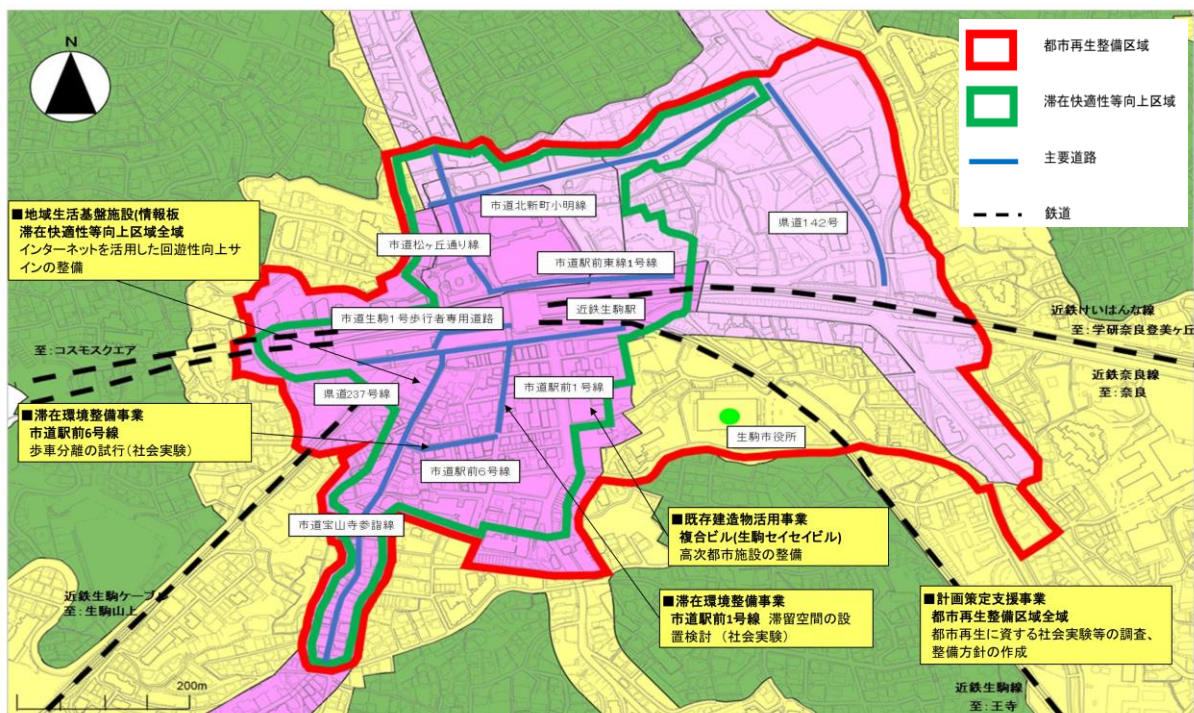 N
都市再生整備区域
滞在快適性等向上区域
主要道路
鉄道
■地域生活基盤施設(情報板
滞在快適性等向上区域全域
インターネットを活用した回遊性向上サ
インの整備
市道北新町小明線
市道松ヶ丘通り線
県道142号
市道駅前東線1号線
近鉄生駒駅
市道生駒1号歩行者専用道路
近鉄けいはんな線
至：学研奈良登美ヶ丘
至：コスモスクエア
近鉄奈良線
至：奈良
県道237号線
市道駅前1号線
■滞在環境整備事業
市道駅前6号線
歩車分離の試行(社会実験)
生駒市役所
市道駅前6号線
市道宝山寺参詣線
■既存建造物活用事業
複合ビル(生駒セイセイビル)
高次都市施設の整備
近鉄生駒ケーブル
至：生駒山上
■滞在環境整備事業
市道駅前1号線 滞留空間の設
置検討 （社会実験）
■計画策定支援事業
都市再生整備区域全域
都市再生に資する社会実験等の調査、
整備方針の作成
200m
近鉄生駒線
至：王寺